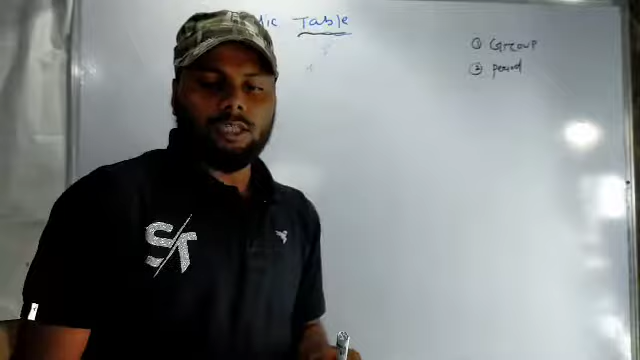 dic Table
① Group
② Period
S/T